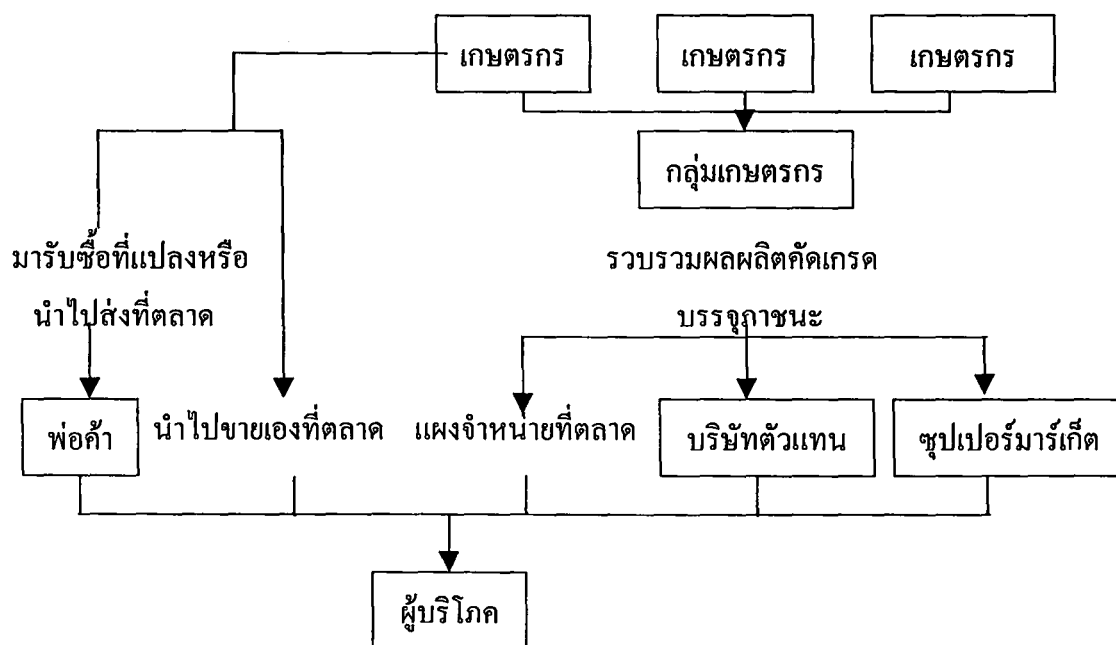 เกษตรกร
เกษตรกร
เกษตรกร
กลุ่มเกษตรกร
มารับซื้อที่แปลงหรือ
นำไปส่งที่ตลาด
รวบรวมผลผลิตคัดเกรด
บรรจุภาชนะ
พ่อค้า
นำไปขายเองที่ตลาด
แผงจำหน่ายที่ตลาด
บริษัทตัวแทน
ซุปเปอร์มาร์เก็ต
ผู้บริโภค